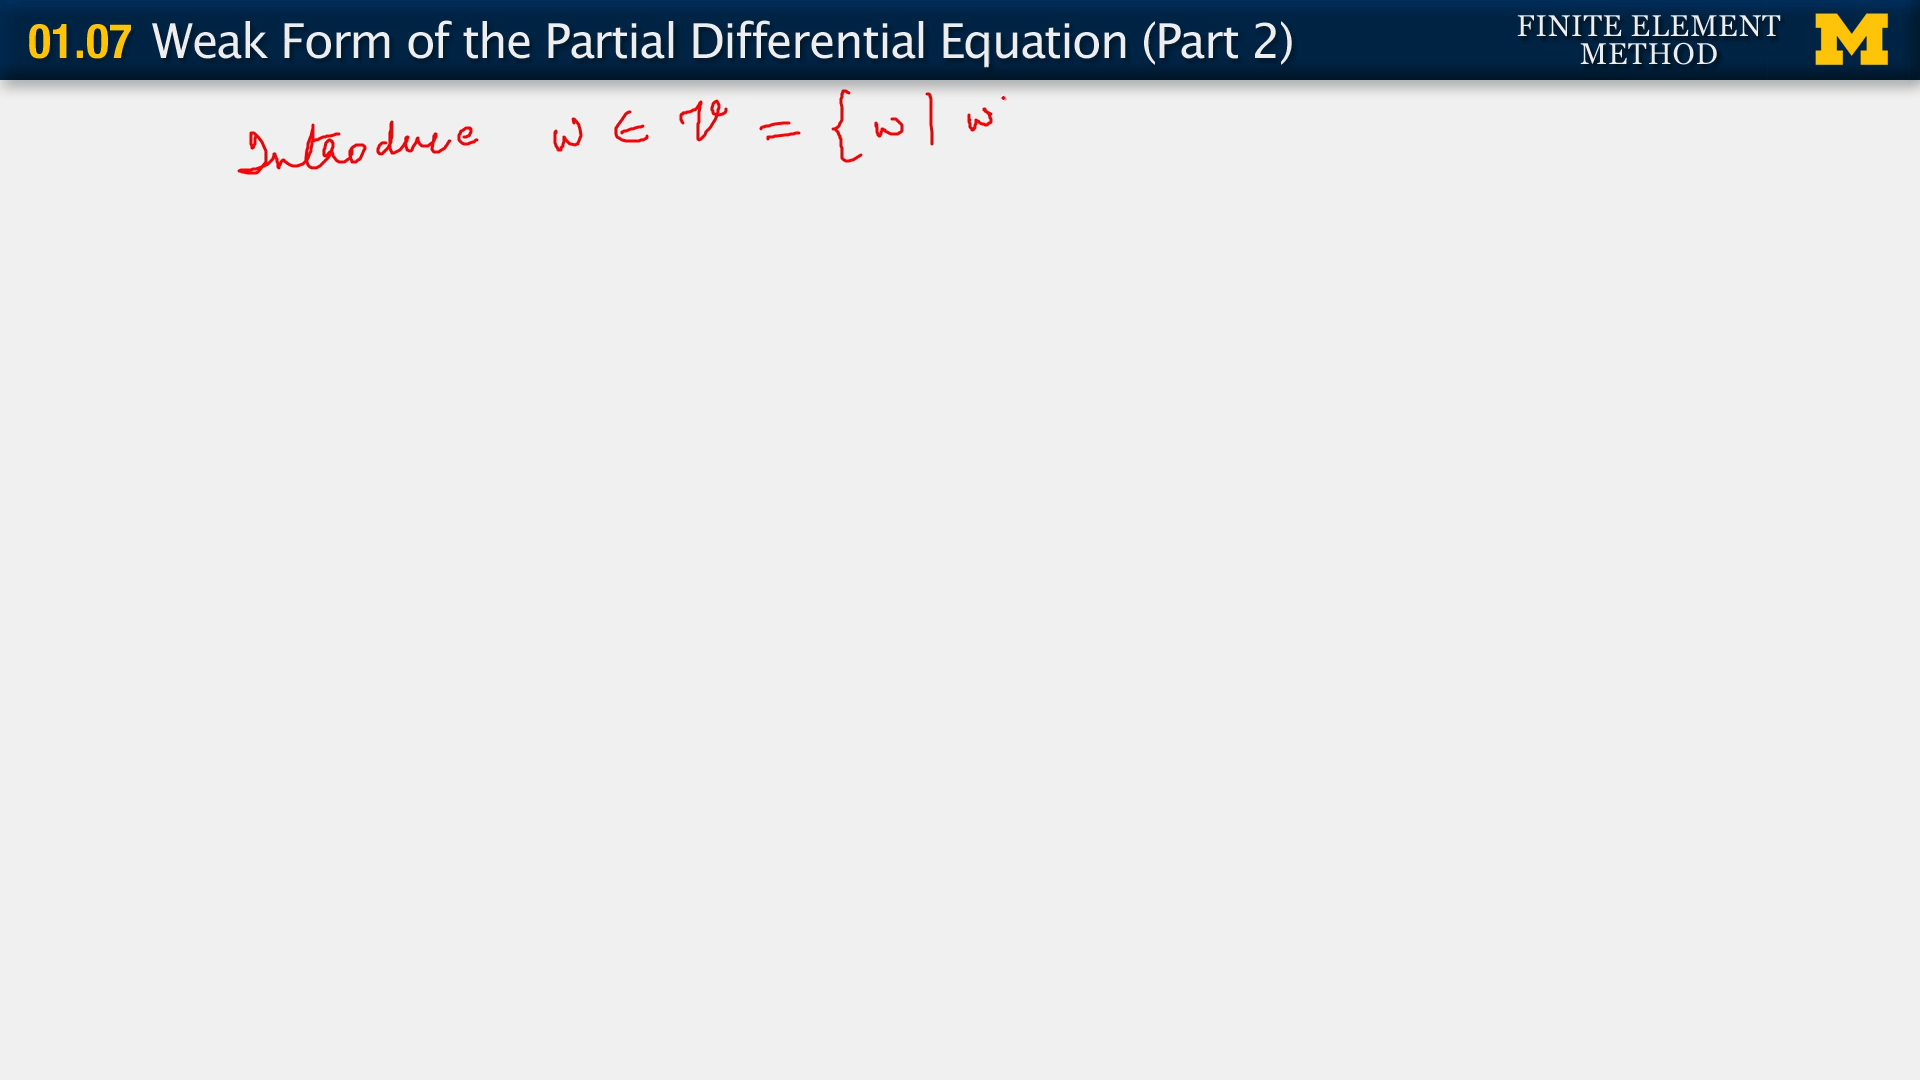 01.07 Weak Form of the Partial Differential Equation (Part 2)
FINITE ELEMENT
METHOD
M
Introduce w ∈ 𝒱 = { w | w